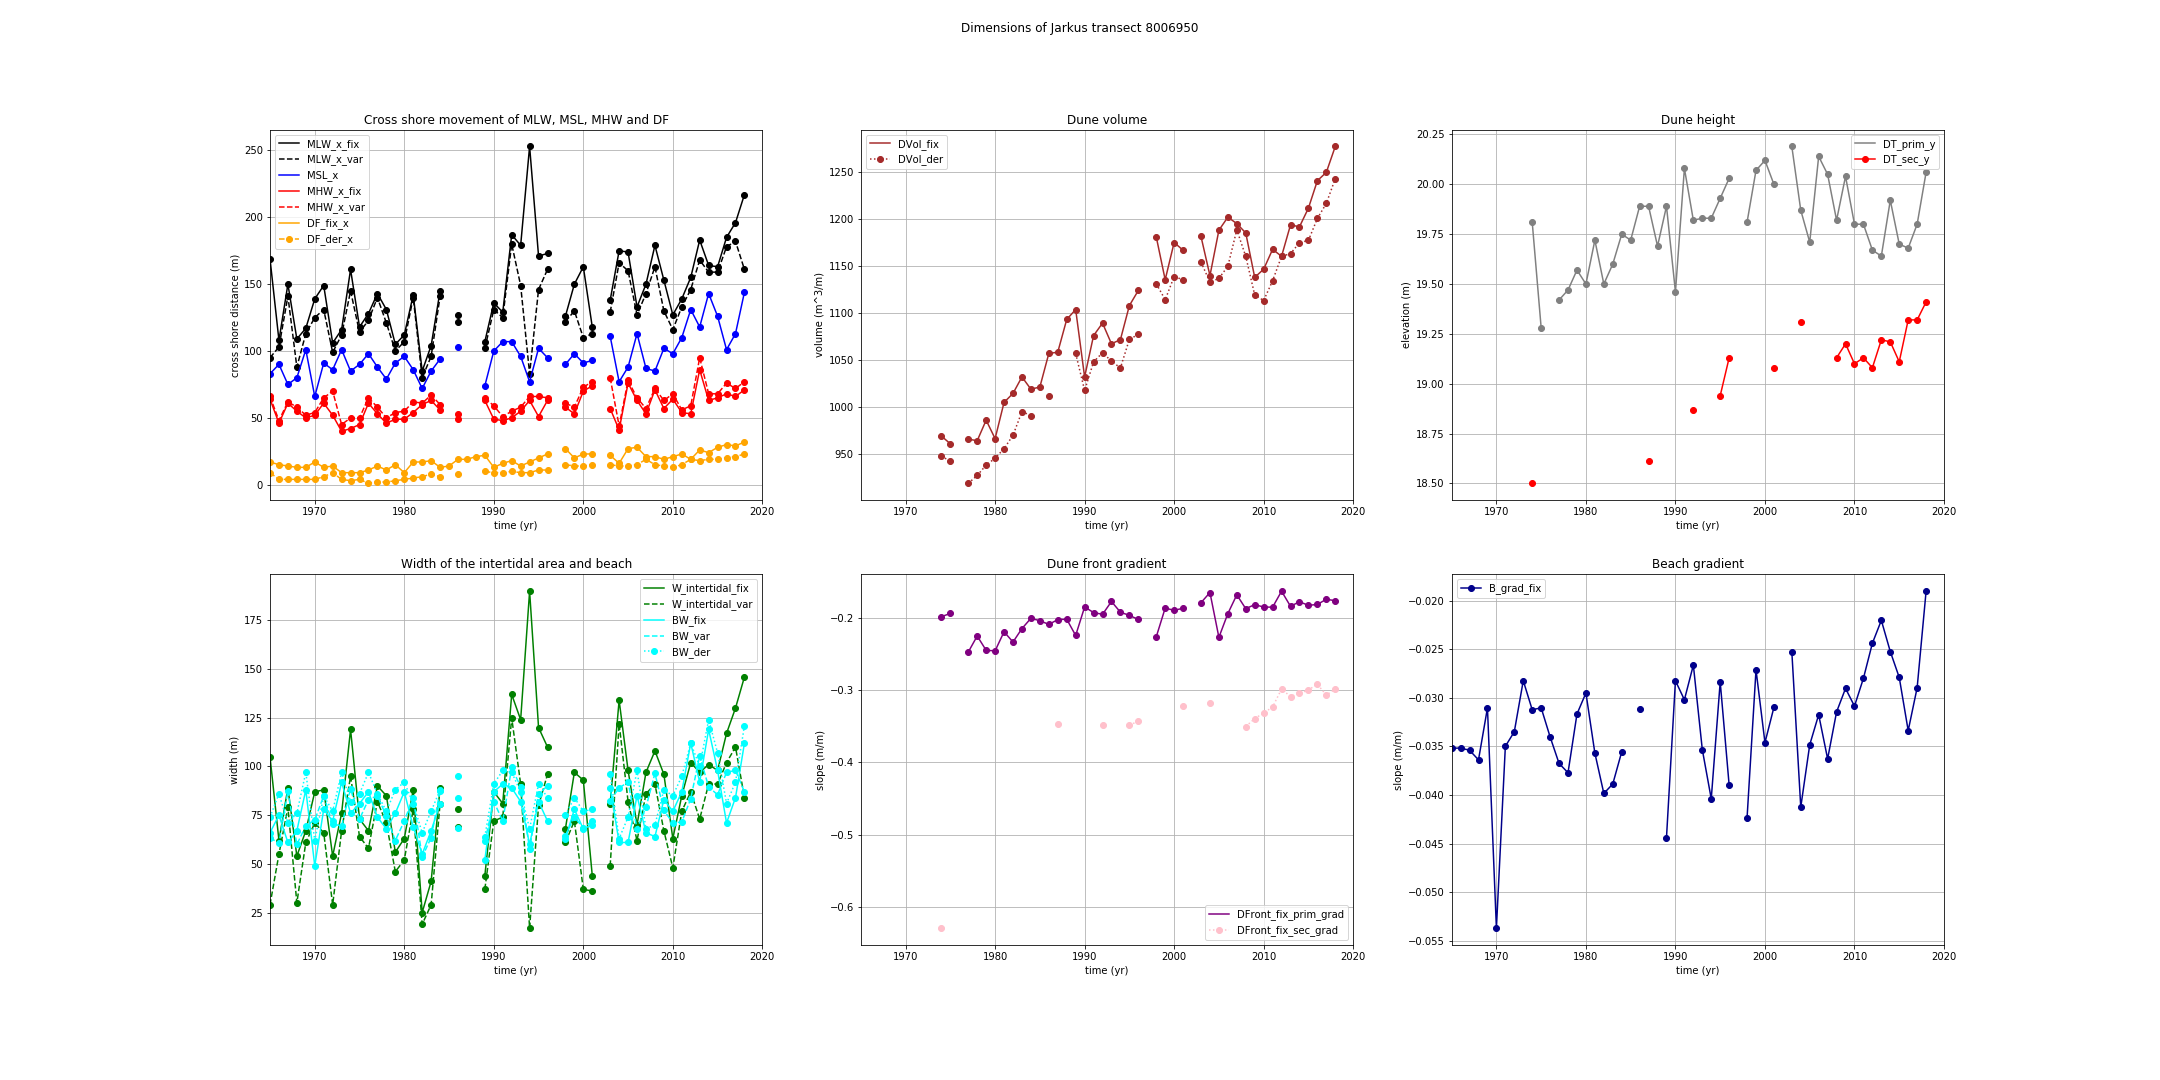 Dimensions of Jarkus transect 8006950
Cross shore movement of MLW, MSL, MHW and DF
MLW_x_fix
MLW_x_var
MSL_x
MHW_x_fix
MHW_x_var
DF_fix_x
DF_der_x
250
200
150
100
50
0
cross shore distance (m)
1970 1980 1990 2000 2010 2020
time (yr)
Dune volume
DVol_fix
DVol_der
1250
1200
1150
1100
1050
1000
950
volume (m^3/m)
1970 1980 1990 2000 2010 2020
time (yr)
Dune height
DT_prim_y
DT_sec_y
20.25
20.00
19.75
19.50
19.25
19.00
18.75
18.50
elevation (m)
1970 1980 1990 2000 2010 2020
time (yr)
Width of the intertidal area and beach
W_intertidal_fix
W_intertidal_var
BW_fix
BW_var
BW_der
175
150
125
100
75
50
25
width (m)
1970 1980 1990 2000 2010 2020
time (yr)
Dune front gradient
−0.2
−0.3
−0.4
−0.5
−0.6
slope (m/m)
DFront_fix_prim_grad
DFront_fix_sec_grad
1970 1980 1990 2000 2010 2020
time (yr)
Beach gradient
B_grad_fix
−0.020
−0.025
−0.030
−0.035
−0.040
−0.045
−0.050
−0.055
slope (m/m)
1970 1980 1990 2000 2010 2020
time (yr)